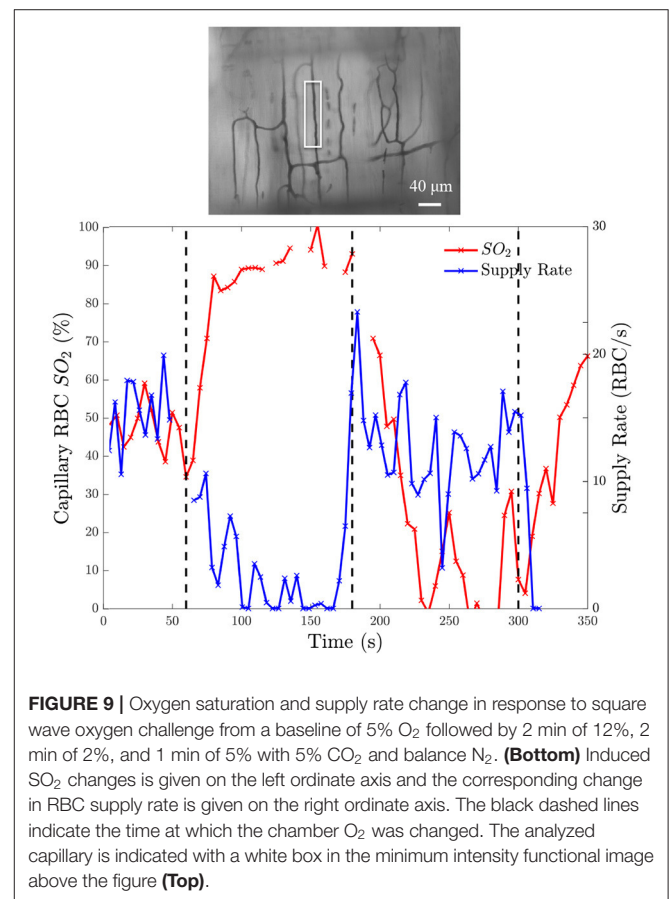 40 μm
100
90
80
70
60
50
40
30
20
10
0
Capillary RBC SO₂ (%)
SO₂
Supply Rate
30
20
10
0
Supply Rate (RBC/s)
0 50 100 150 200 250 300 350
Time (s)
FIGURE 9 | Oxygen saturation and supply rate change in response to square
wave oxygen challenge from a baseline of 5% O₂ followed by 2 min of 12%, 2
min of 2%, and 1 min of 5% with 5% CO₂ and balance N₂. (Bottom) Induced
SO₂ changes is given on the left ordinate axis and the corresponding change
in RBC supply rate is given on the right ordinate axis. The black dashed lines
indicate the time at which the chamber O₂ was changed. The analyzed
capillary is indicated with a white box in the minimum intensity functional image
above the figure (Top).